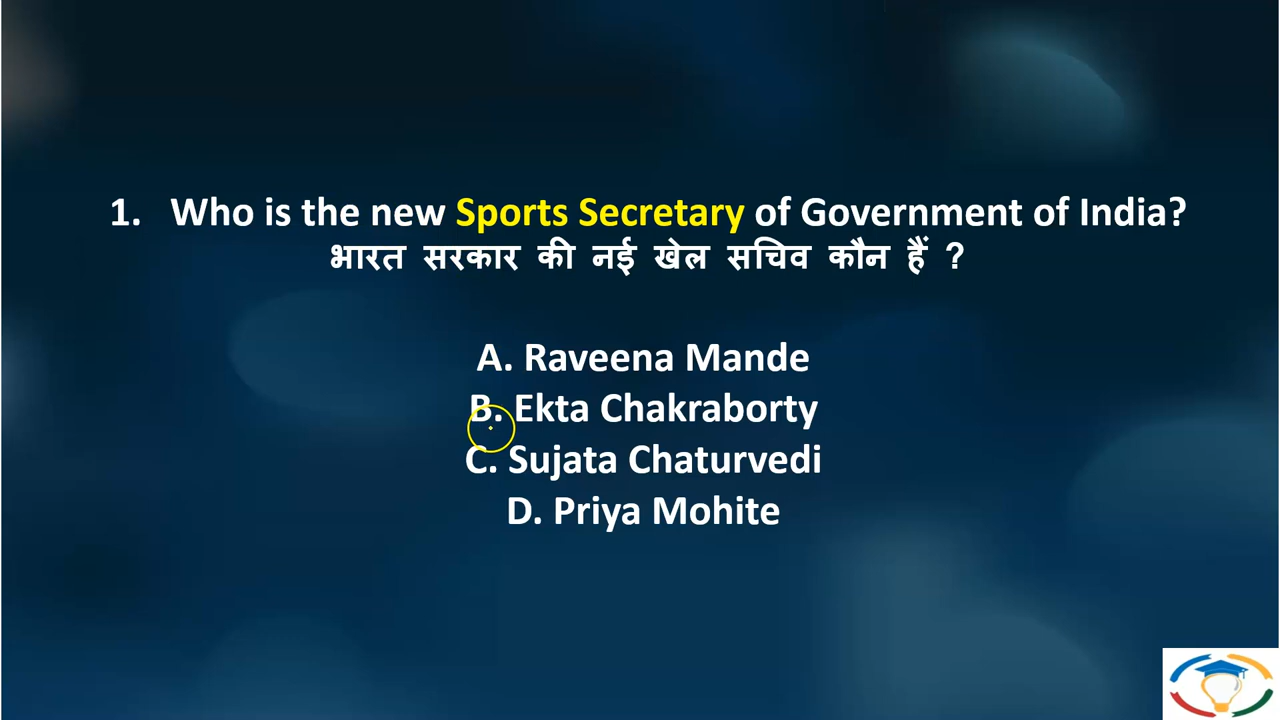 1. Who is the new Sports Secretary of Government of India?
भारत सरकार की नई खेल सचिव कौन हैं ?
A. Raveena Mande
B. Ekta Chakraborty
C. Sujata Chaturvedi
D. Priya Mohite